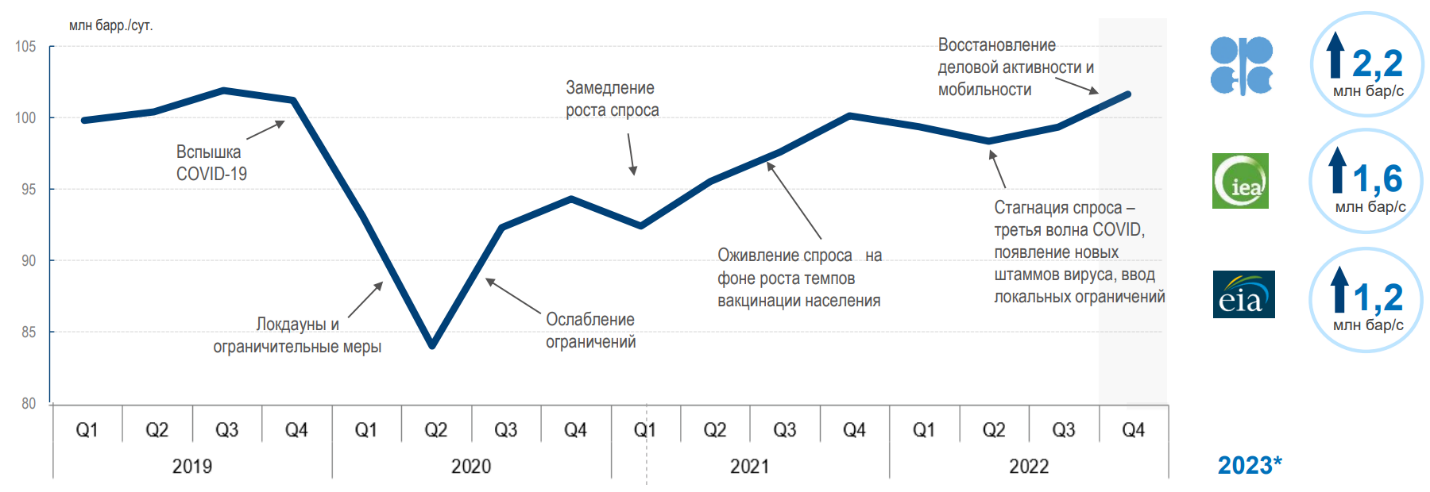 млн барр./сут.
105
100
95
90
85
80
Вспышка
COVID-19
Локдауны и
ограничительные меры
Ослабление
ограничений
Замедление
роста спроса
Оживление спроса на
фоне роста темпов
вакцинации населения
Восстановление
деловой активности и
мобильности
Стагнация спроса –
третья волна COVID,
появление новых
штаммов вируса, ввод
локальных ограничений
Q1 Q2 Q3 Q4 Q1 Q2 Q3 Q4 Q1 Q2 Q3 Q4 Q1 Q2 Q3 Q4
2019 2020 2021 2022
2,2
млн бар/с
iea
1,6
млн бар/с
eia
1,2
млн бар/с
2023*